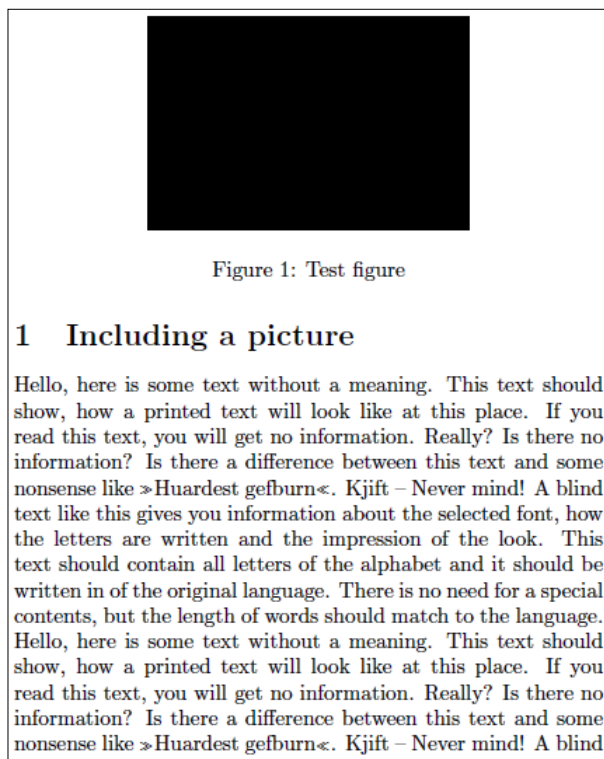 Figure 1: Test figure
1 Including a picture
Hello, here is some text without a meaning. This text should
show, how a printed text will look like at this place. If you
read this text, you will get no information. Really? Is there no
information? Is there a difference between this text and some
nonsense like »Huardest gefburn«. Kjift – Never mind! A blind
text like this gives you information about the selected font, how
the letters are written and the impression of the look. This
text should contain all letters of the alphabet and it should be
written in of the original language. There is no need for a special
contents, but the length of words should match to the language.
Hello, here is some text without a meaning. This text should
show, how a printed text will look like at this place. If you
read this text, you will get no information. Really? Is there no
information? Is there a difference between this text and some
nonsense like »Huardest gefburn«. Kjift – Never mind! A blind